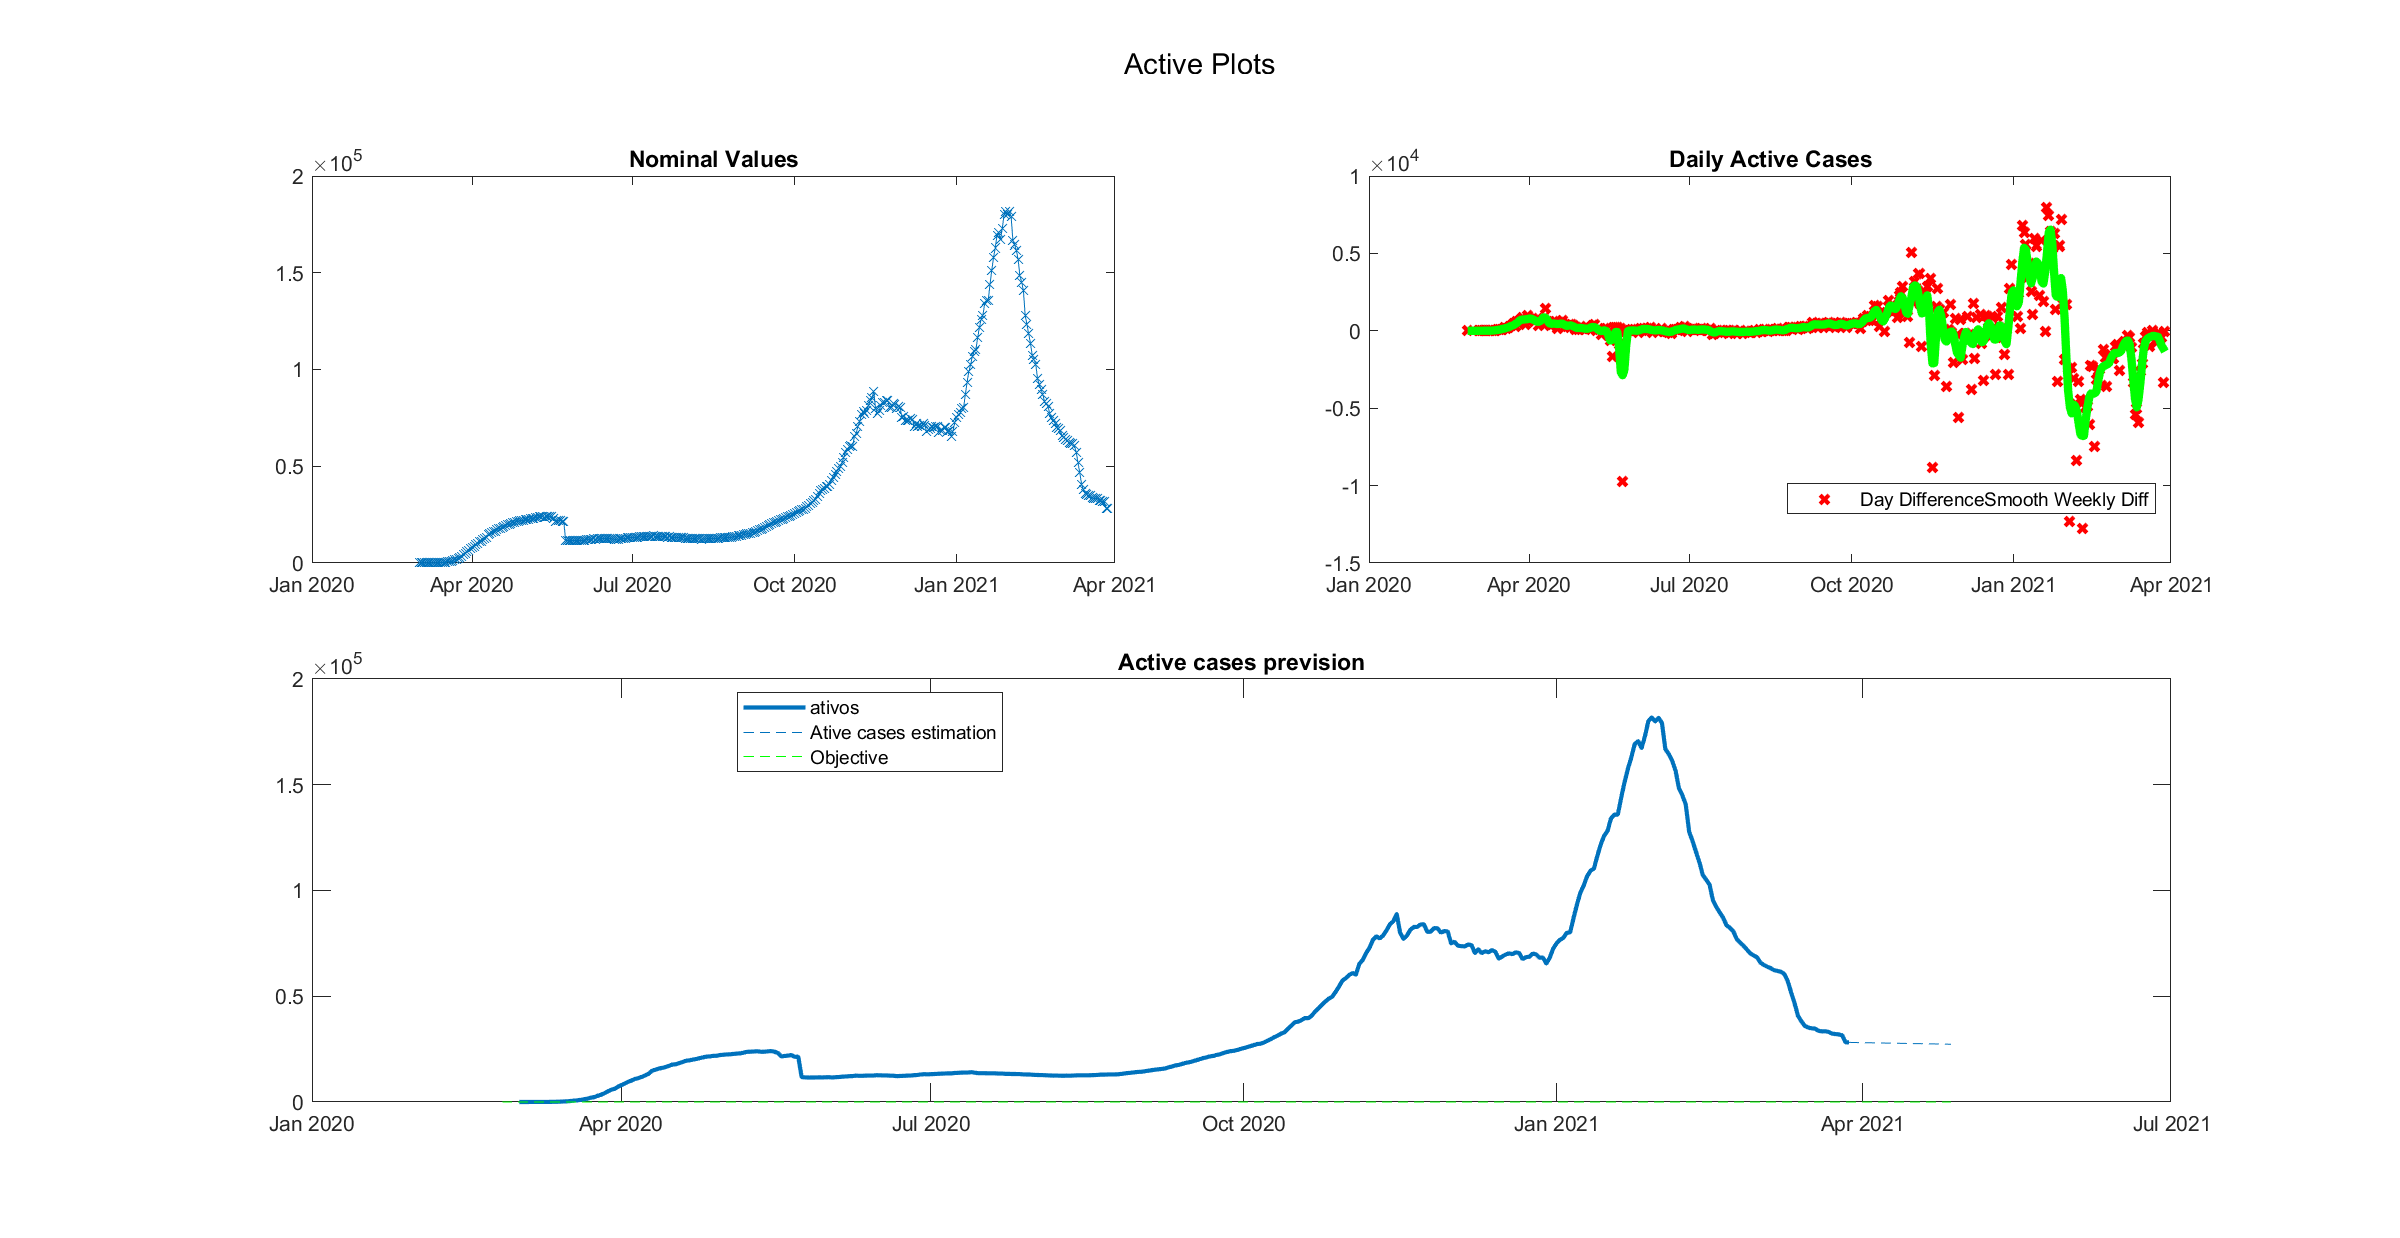 Active Plots
Nominal Values
×10^5
2
1.5
1
0.5
0
Jan 2020 Apr 2020 Jul 2020 Oct 2020 Jan 2021 Apr 2021
Daily Active Cases
×10^4
1
0.5
0
-0.5
-1
-1.5
Day DifferenceSmooth Weekly Diff
Jan 2020 Apr 2020 Jul 2020 Oct 2020 Jan 2021 Apr 2021
Active cases prevision
×10^5
2
1.5
1
0.5
0
ativos
Ative cases estimation
Objective
Jan 2020 Apr 2020 Jul 2020 Oct 2020 Jan 2021 Apr 2021 Jul 2021